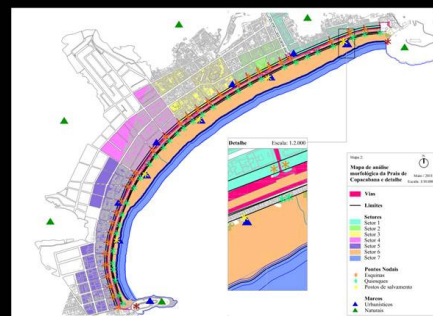 Detalhe Escala: 1:2.000
Mapa 2
Mapa de análise
morfológica da Praia de
Copacabana e detalhe
Vias
Limites
Setores
Setor 1
Setor 2
Setor 3
Setor 4
Setor 5
Setor 6
Setor 7
Pontos Nodais
Esquinas
Quiosques
Postos de salvamento
Marcos
Urbanísticos
Naturais